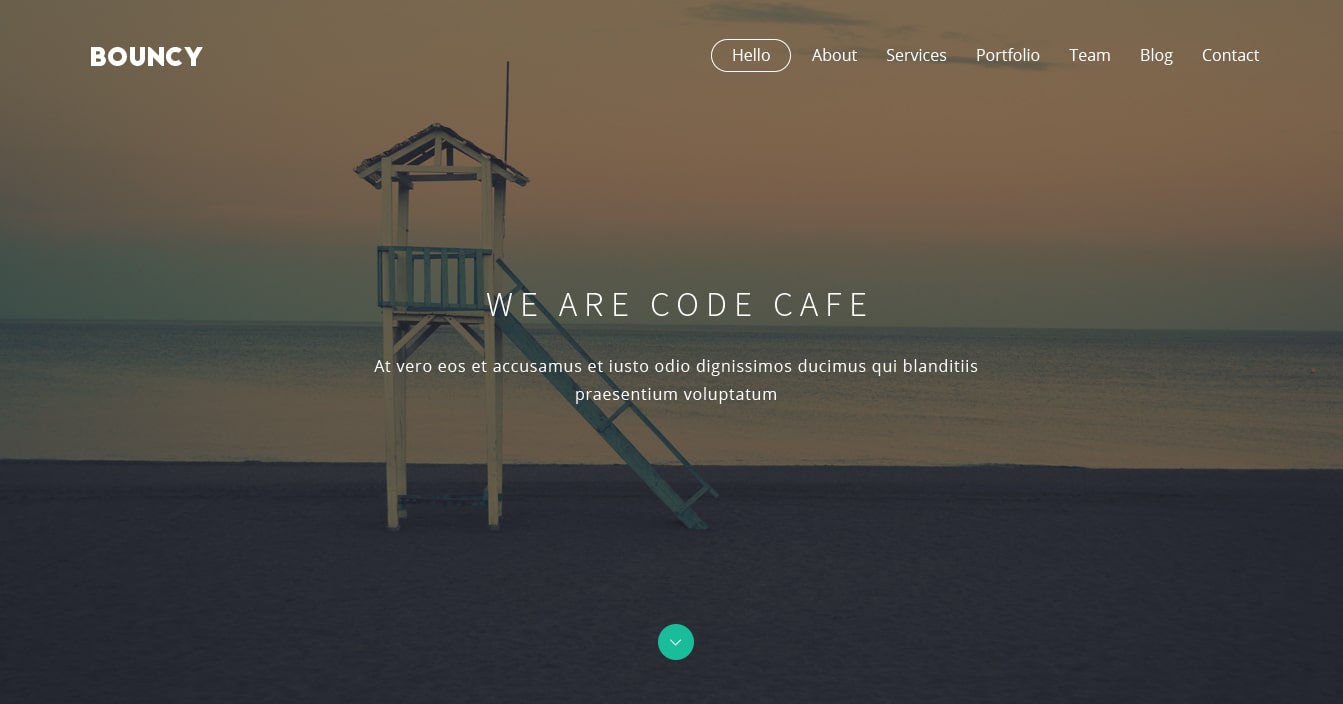 BOUNCY
Hello About Services Portfolio Team Blog Contact
WE ARE CODE CAFE
At vero eos et accusamus et iusto odio dignissimos ducimus qui blanditiis
praesentium voluptatum